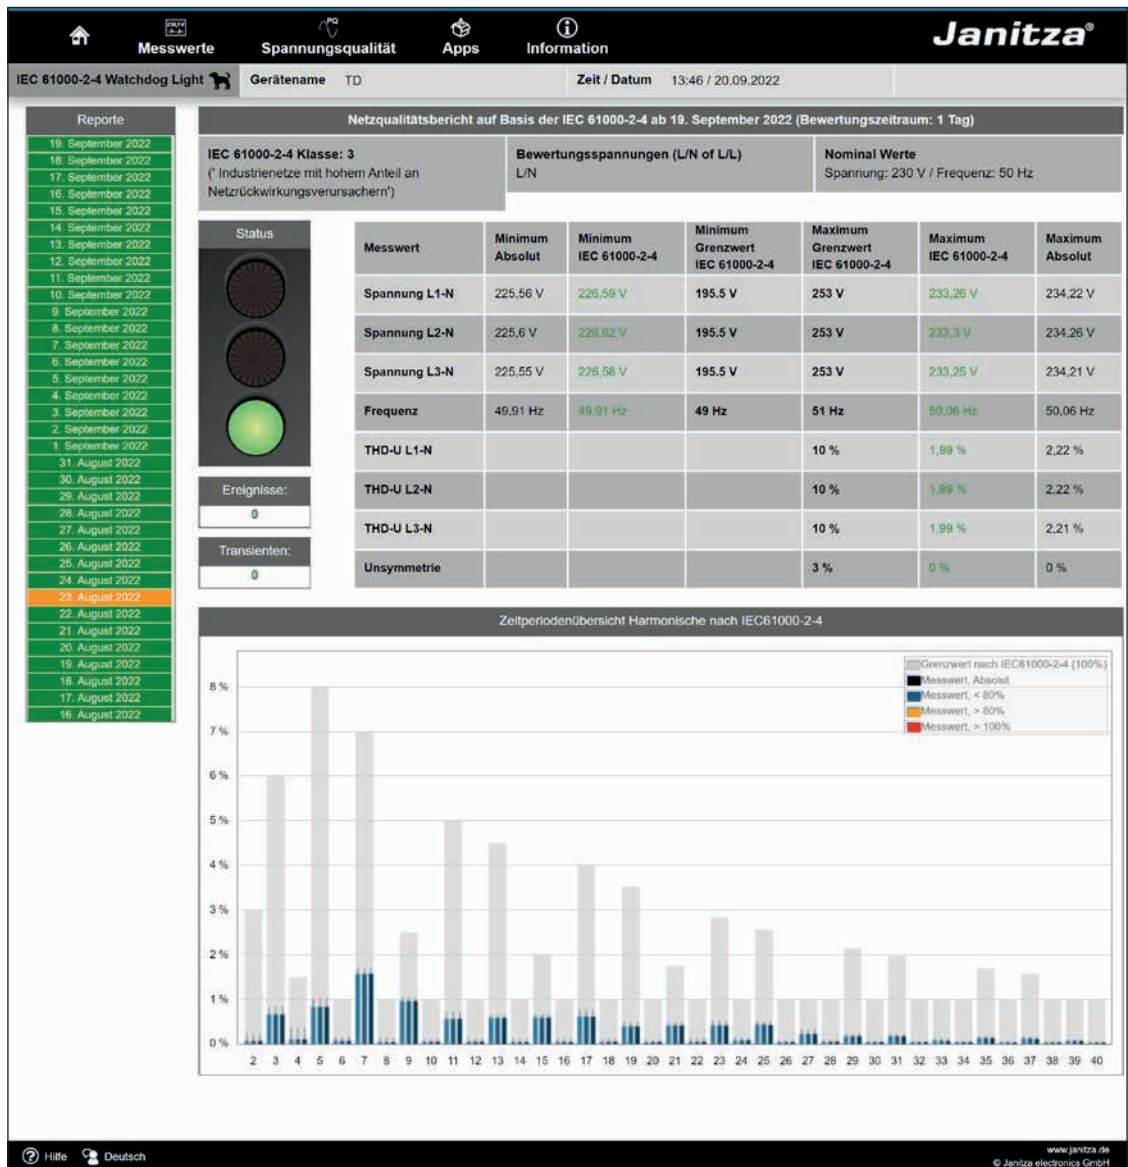 230,1 V
PQ
Messwerte
Spannungsqualität
Apps
Information
Janitza®
IEC 61000-2-4 Watchdog Light
Gerätename TD
Zeit / Datum 13:46 / 20.09.2022
Reporte
19. September 2022
18. September 2022
17. September 2022
16. September 2022
15. September 2022
14. September 2022
13. September 2022
12. September 2022
11. September 2022
10. September 2022
9. September 2022
8. September 2022
7. September 2022
6. September 2022
5. September 2022
4. September 2022
3. September 2022
2. September 2022
1. September 2022
31. August 2022
30. August 2022
29. August 2022
28. August 2022
27. August 2022
26. August 2022
25. August 2022
24. August 2022
23. August 2022
22. August 2022
21. August 2022
20. August 2022
19. August 2022
18. August 2022
17. August 2022
16. August 2022
Netzqualitätsbericht auf Basis der IEC 61000-2-4 ab 19. September 2022 (Bewertungszeitraum: 1 Tag)
IEC 61000-2-4 Klasse: 3
(' Industrienetze mit hohem Anteil an
Netzrückwirkungsverursachern')
Bewertungsspannungen (L/N of L/L)
L/N
Nominal Werte
Spannung: 230 V / Frequenz: 50 Hz
Status
Ereignisse:
0
Transienten:
0
Messwert Minimum Absolut Minimum IEC 61000-2-4 Minimum Grenzwert IEC 61000-2-4 Maximum Grenzwert IEC 61000-2-4 Maximum IEC 61000-2-4 Maximum Absolut
Spannung L1-N 225,56 V 226,59 V 195.5 V 253 V 233,26 V 234,22 V
Spannung L2-N 225,6 V 226,62 V 195.5 V 253 V 233,3 V 234,26 V
Spannung L3-N 225,55 V 226,58 V 195.5 V 253 V 233,25 V 234,21 V
Frequenz 49,91 Hz 49,91 Hz 49 Hz 51 Hz 50,06 Hz 50,06 Hz
THD-U L1-N 10 % 1,99 % 2,22 %
THD-U L2-N 10 % 1,99 % 2,22 %
THD-U L3-N 10 % 1,99 % 2,21 %
Unsymmetrie 3 % 0 % 0 %
Zeitperiodenübersicht Harmonische nach IEC61000-2-4
Grenzwert nach IEC61000-2-4 (100%)
Messwert, Absolut
Messwert, < 80%
Messwert, > 80%
Messwert, > 100%
8 %
7 %
6 %
5 %
4 %
3 %
2 %
1 %
0 %
2 3 4 5 6 7 8 9 10 11 12 13 14 15 16 17 18 19 20 21 22 23 24 25 26 27 28 29 30 31 32 33 34 35 36 37 38 39 40
Hilfe
Deutsch
www.janitza.de
© Janitza electronics GmbH